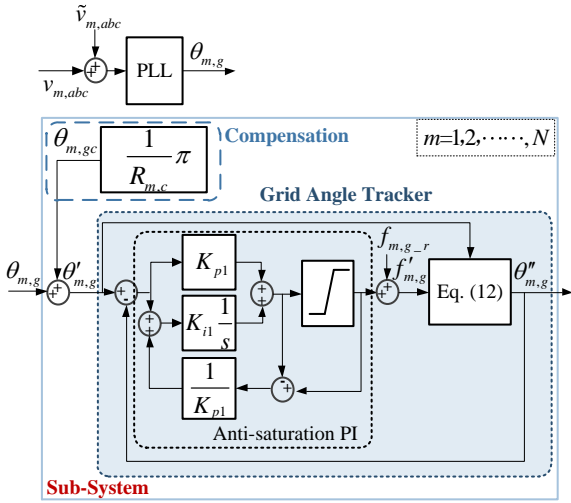 ṽ_{m,abc}
v_{m,abc}
+
+
PLL
θ_{m,g}
θ_{m,gc}
1/R_{m,c} π
Compensation
m=1,2,······,N
Grid Angle Tracker
θ_{m,g}
+
+
θ′_{m,g}
-
K_{p1}
+
+
K_{i1} 1/s
+
+
1/K_{p1}
-
+
Anti-saturation PI
f_{m,g_r}
+
+
f′_{m,g}
Eq. (12)
θ″_{m,g}
Sub-System